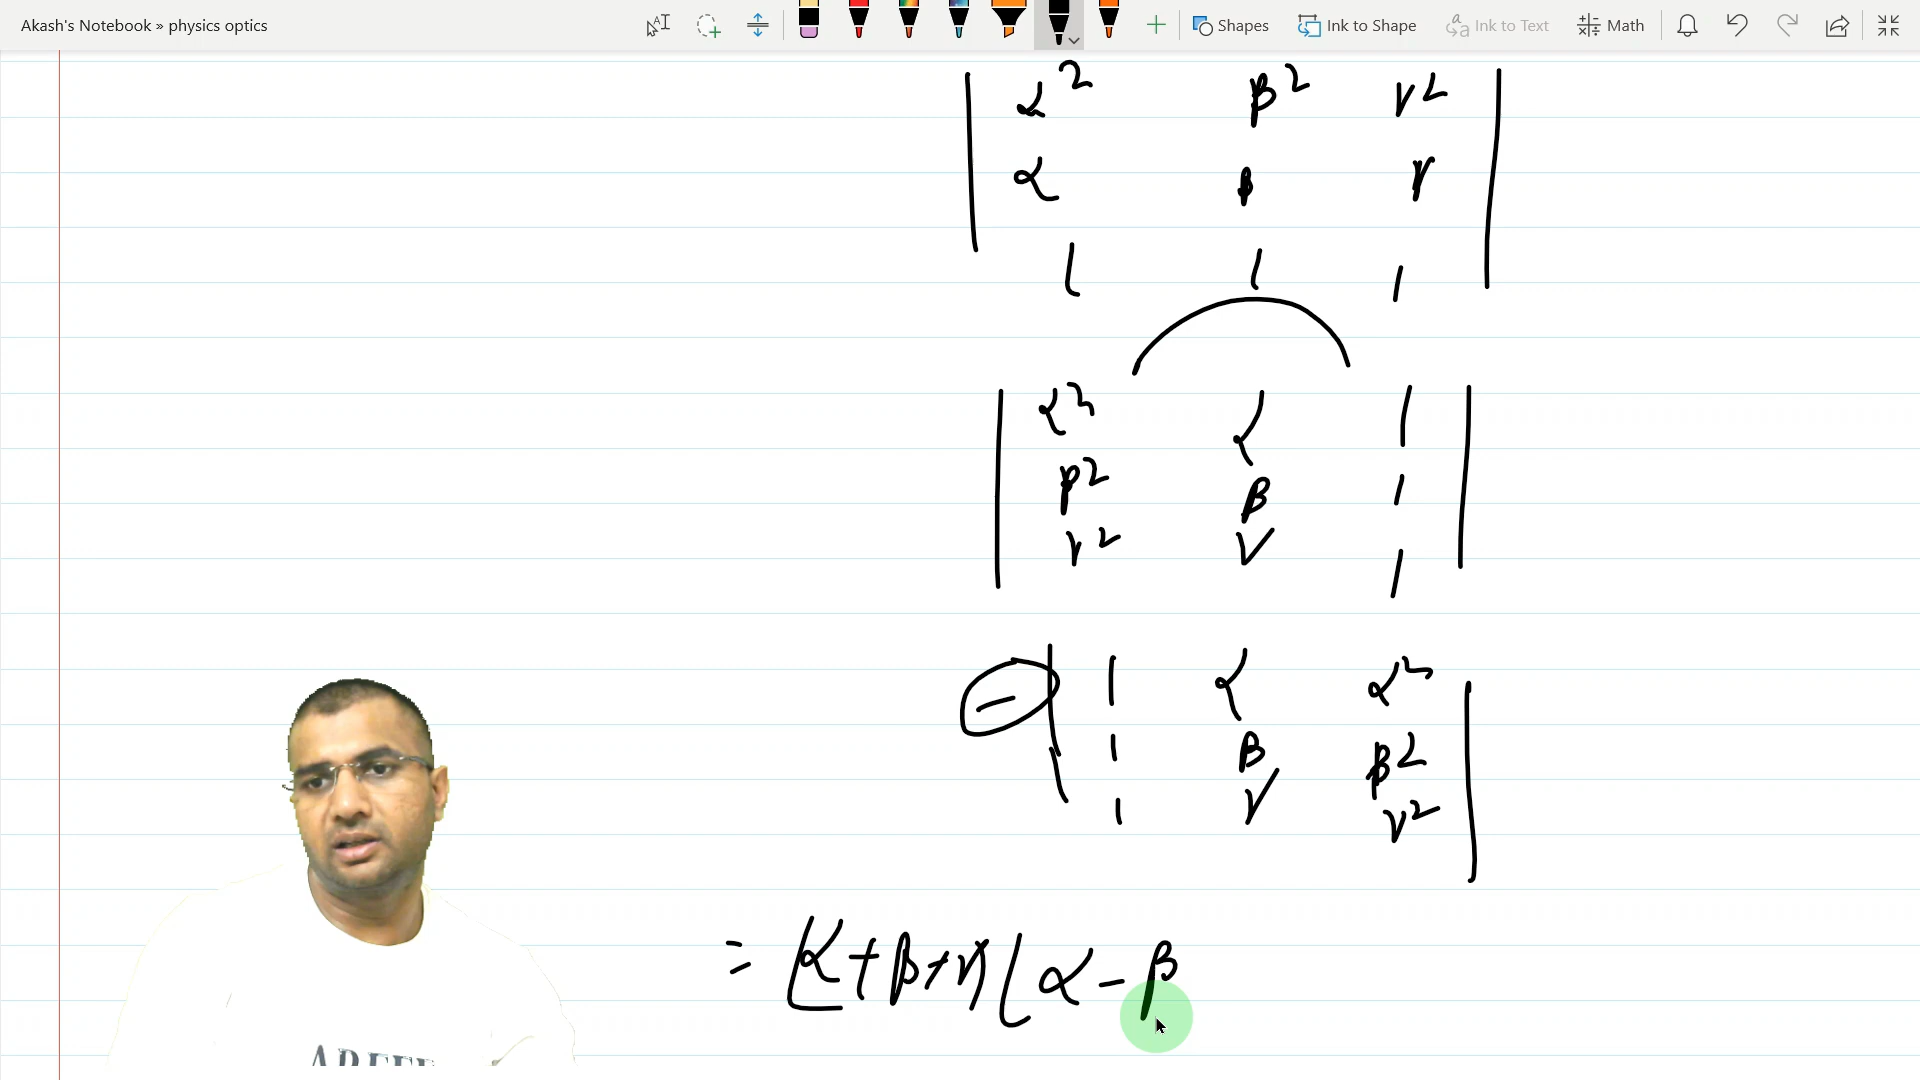 Akash's Notebook » physics optics
Shapes Ink to Shape Ink to Text Math
α² β² γ²
α β γ
1 1 1
α² α 1
β² β 1
γ² γ 1
- 1 α α²
1 β β²
1 γ γ²
= (α+β+γ)(α-β